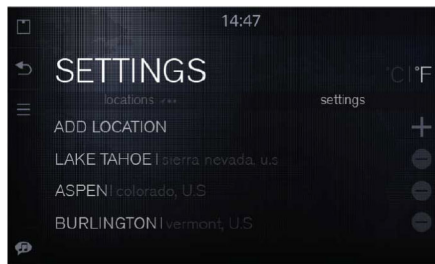 14:47
SETTINGS °C | °F
locations settings
ADD LOCATION
LAKE TAHOE | sierra nevada, u.s
ASPEN | colorado, U.S
BURLINGTON | vermont, U.S